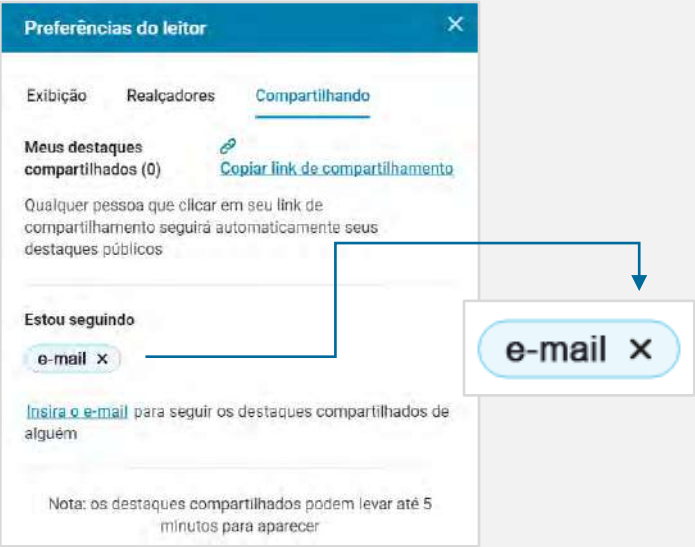 Preferências do leitor ×
Exibição Realçadores Compartilhando
Meus destaques
compartilhados (0)
Copiar link de compartilhamento
Qualquer pessoa que clicar em seu link de
compartilhamento seguirá automaticamente seus
destaques públicos
Estou seguindo
e-mail ×
e-mail ×
Insira o e-mail para seguir os destaques compartilhados de
alguém
Nota: os destaques compartilhados podem levar até 5
minutos para aparecer